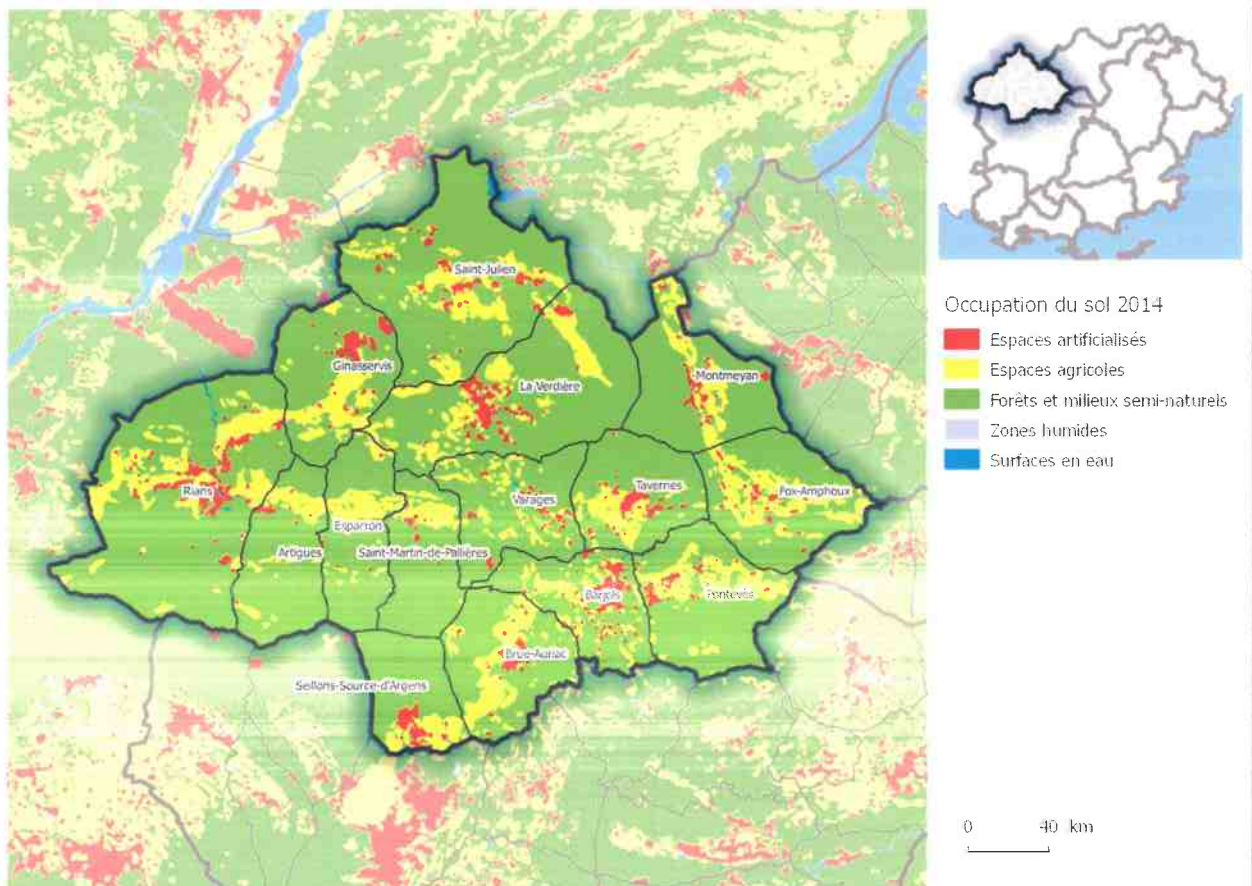 Saint-Julien
Ginasservis
La Verdière
Montmeyan
Rians
Varages
Tavernes
Fox-Amphoux
Esparron
Artigues
Saint-Martin-de-Pallières
Barjols
Pontevès
Brue-Auriac
Seillons-Source-d'Argens
Occupation du sol 2014
Espaces artificialisés
Espaces agricoles
Forêts et milieux semi-naturels
Zones humides
Surfaces en eau
0 40 km